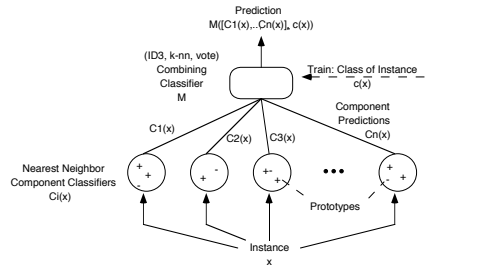 Prediction
M([C1(x),..Cn(x)], c(x))
(ID3, k-nn, vote)
Combining
Classifier
M
Train: Class of Instance
c(x)
Component
Predictions
Cn(x)
C1(x)
C2(x)
C3(x)
Nearest Neighbor
Component Classifiers
Ci(x)
+
+
-
-
+
+-
+
•••
+
-
+
Prototypes
Instance
x